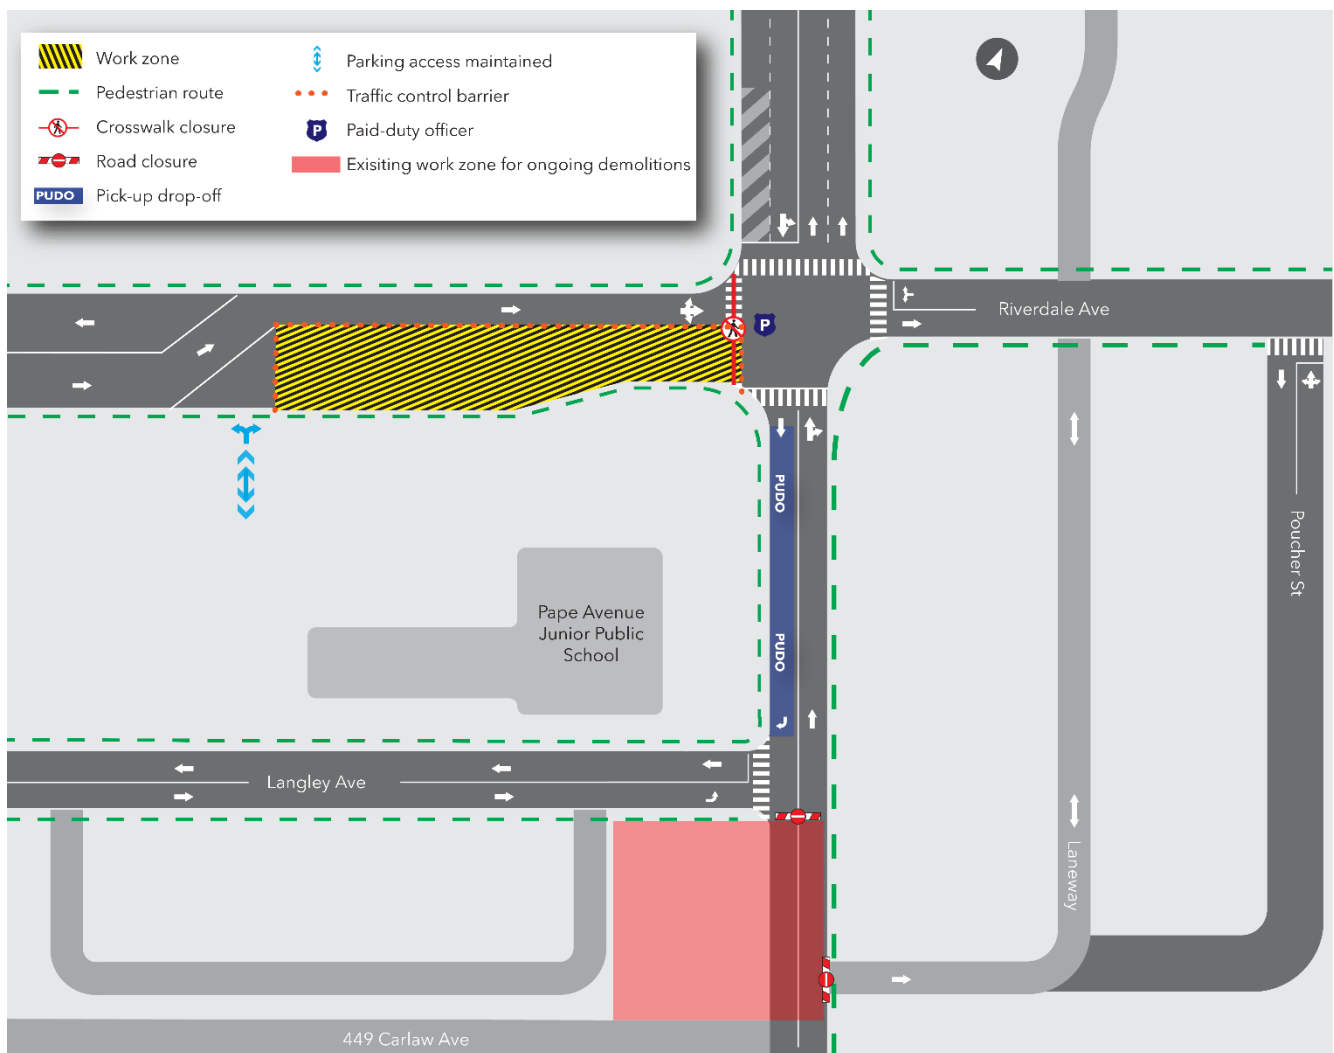 Work zone
Pedestrian route
Crosswalk closure
Road closure
PUDO Pick-up drop-off
Parking access maintained
Traffic control barrier
P Paid-duty officer
Exisiting work zone for ongoing demolitions
Riverdale Ave
P
PUDO
PUDO
Poucher St
Pape Avenue
Junior Public
School
Langley Ave
Laneway
449 Carlaw Ave